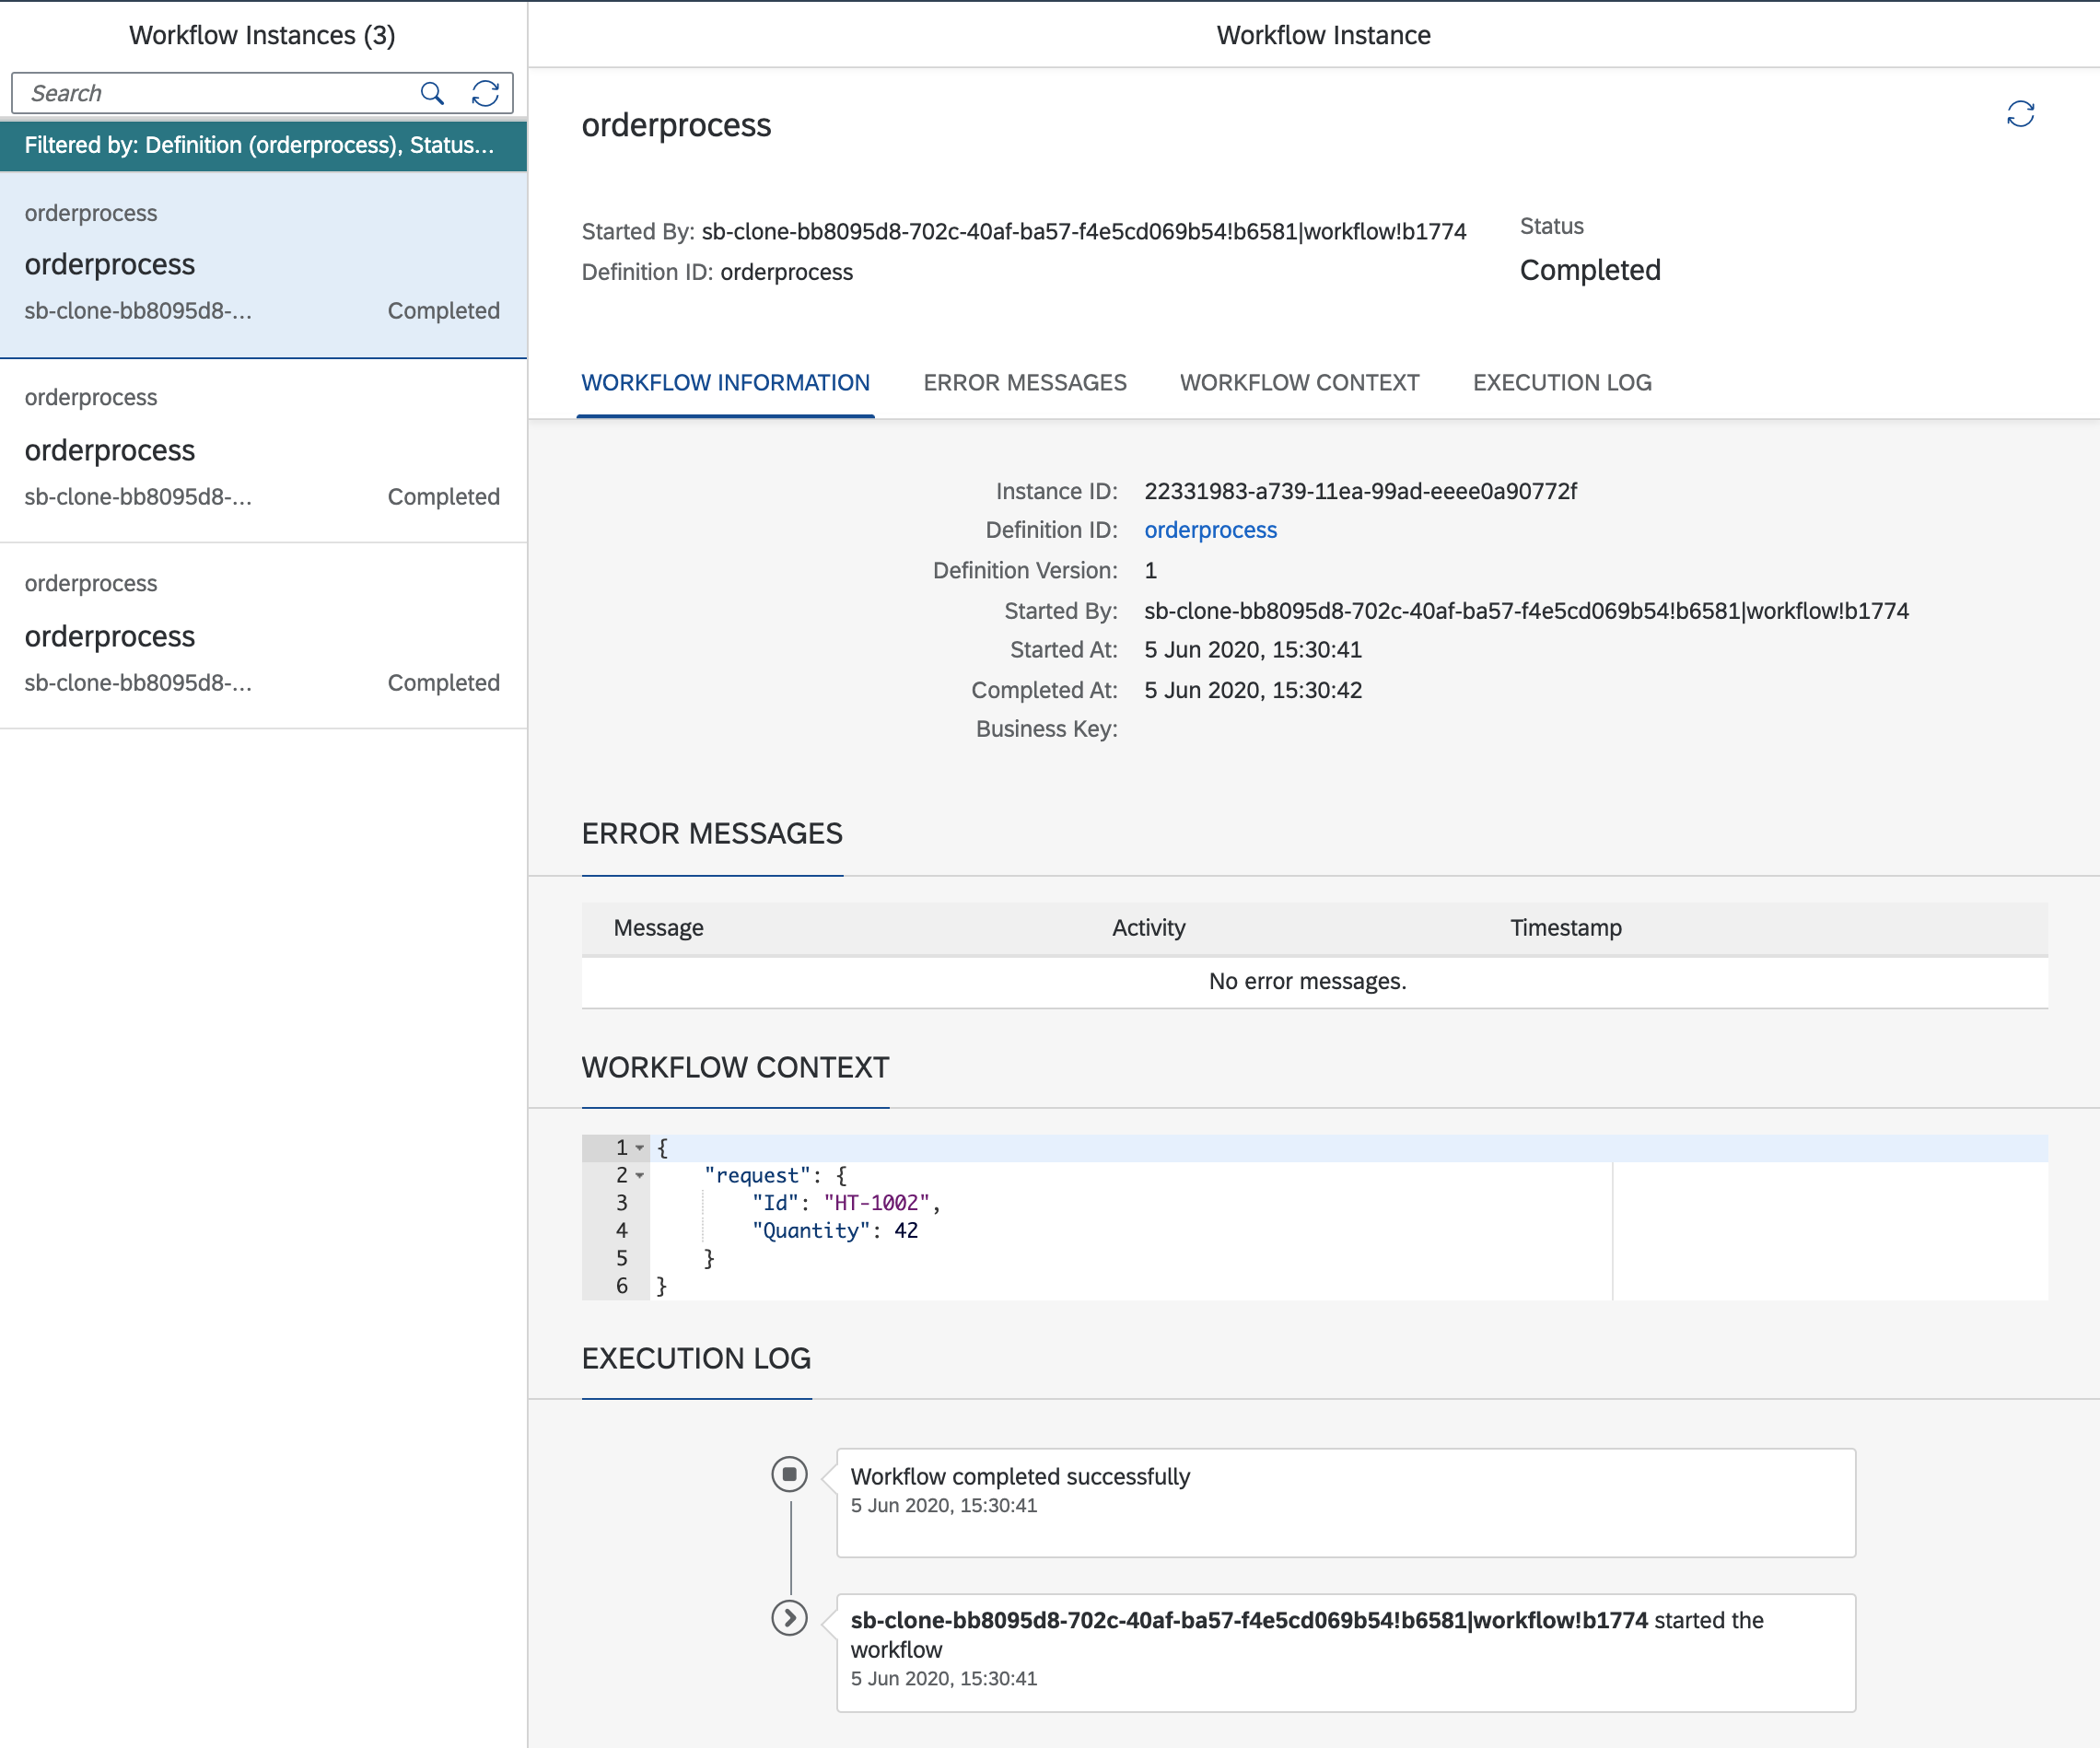 Workflow Instances (3)
Search
Filtered by: Definition (orderprocess), Status...
orderprocess
orderprocess
sb-clone-bb8095d8-... Completed
orderprocess
orderprocess
sb-clone-bb8095d8-... Completed
orderprocess
orderprocess
sb-clone-bb8095d8-... Completed
Workflow Instance
orderprocess
Started By: sb-clone-bb8095d8-702c-40af-ba57-f4e5cd069b54!b6581|workflow!b1774
Definition ID: orderprocess
Status
Completed
WORKFLOW INFORMATION ERROR MESSAGES WORKFLOW CONTEXT EXECUTION LOG
Instance ID: 22331983-a739-11ea-99ad-eeee0a90772f
Definition ID: orderprocess
Definition Version: 1
Started By: sb-clone-bb8095d8-702c-40af-ba57-f4e5cd069b54!b6581|workflow!b1774
Started At: 5 Jun 2020, 15:30:41
Completed At: 5 Jun 2020, 15:30:42
Business Key:
ERROR MESSAGES
Message Activity Timestamp
No error messages.
WORKFLOW CONTEXT
1 {
2 "request": {
3 "Id": "HT-1002",
4 "Quantity": 42
5 }
6 }
EXECUTION LOG
Workflow completed successfully
5 Jun 2020, 15:30:41
sb-clone-bb8095d8-702c-40af-ba57-f4e5cd069b54!b6581|workflow!b1774 started the
workflow
5 Jun 2020, 15:30:41